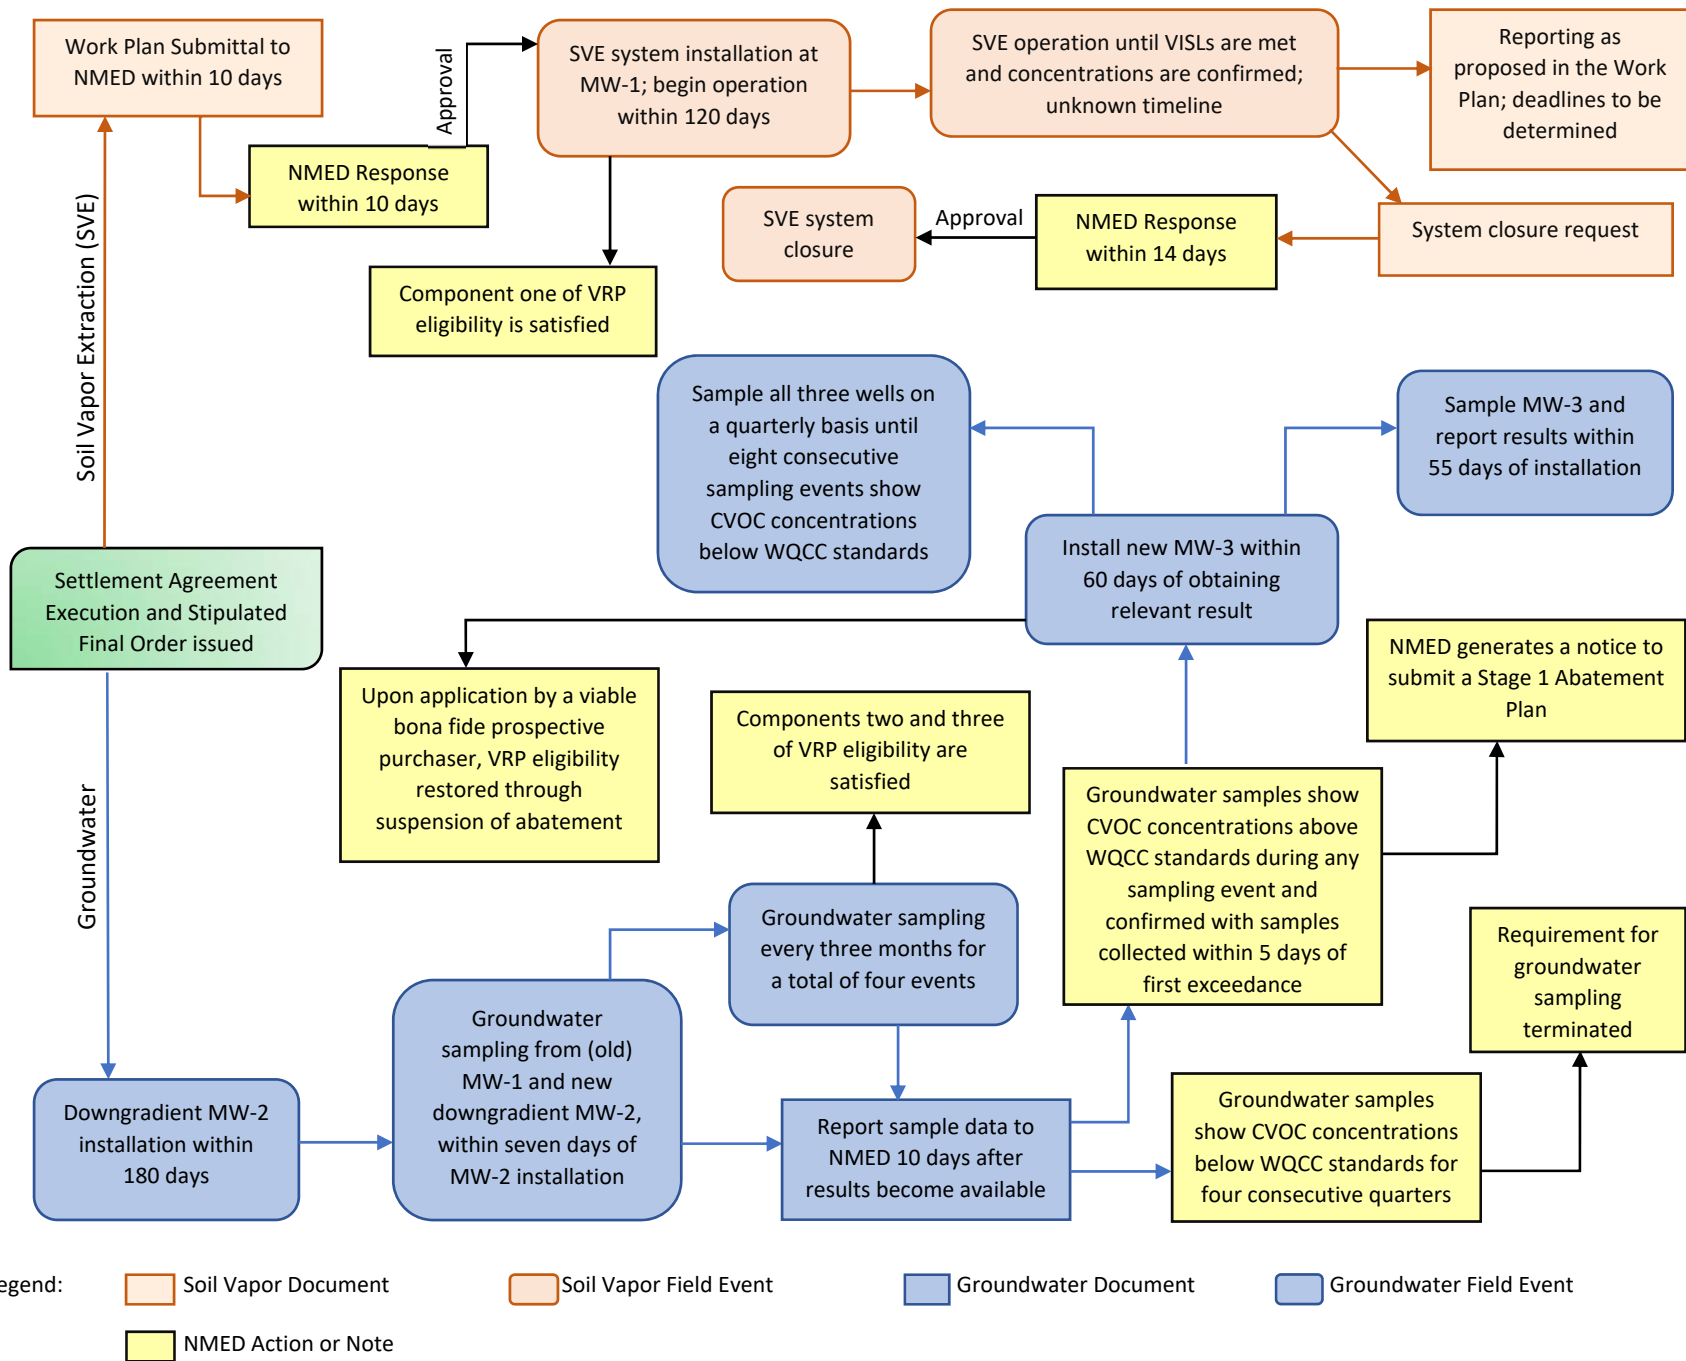 Work Plan Submittal to
NMED within 10 days
Approval
SVE system installation at
MW-1; begin operation
within 120 days
SVE operation until VISLs are met
and concentrations are confirmed;
unknown timeline
Reporting as
proposed in the Work
Plan; deadlines to be
determined
NMED Response
within 10 days
Soil Vapor Extraction (SVE)
SVE system
closure
Approval
NMED Response
within 14 days
System closure request
Component one of VRP
eligibility is satisfied
Sample all three wells on
a quarterly basis until
eight consecutive
sampling events show
CVOC concentrations
below WQCC standards
Sample MW-3 and
report results within
55 days of installation
Install new MW-3 within
60 days of obtaining
relevant result
Settlement Agreement
Execution and Stipulated
Final Order issued
Upon application by a viable
bona fide prospective
purchaser, VRP eligibility
restored through
suspension of abatement
Components two and three
of VRP eligibility are
satisfied
NMED generates a notice to
submit a Stage 1 Abatement
Plan
Groundwater samples show
CVOC concentrations above
WQCC standards during any
sampling event and
confirmed with samples
collected within 5 days of
first exceedance
Groundwater
Groundwater sampling
every three months for
a total of four events
Requirement for
groundwater
sampling
terminated
Downgradient MW-2
installation within
180 days
Groundwater
sampling from (old)
MW-1 and new
downgradient MW-2,
within seven days of
MW-2 installation
Report sample data to
NMED 10 days after
results become available
Groundwater samples
show CVOC concentrations
below WQCC standards for
four consecutive quarters
egend:
Soil Vapor Document
Soil Vapor Field Event
Groundwater Document
Groundwater Field Event
NMED Action or Note